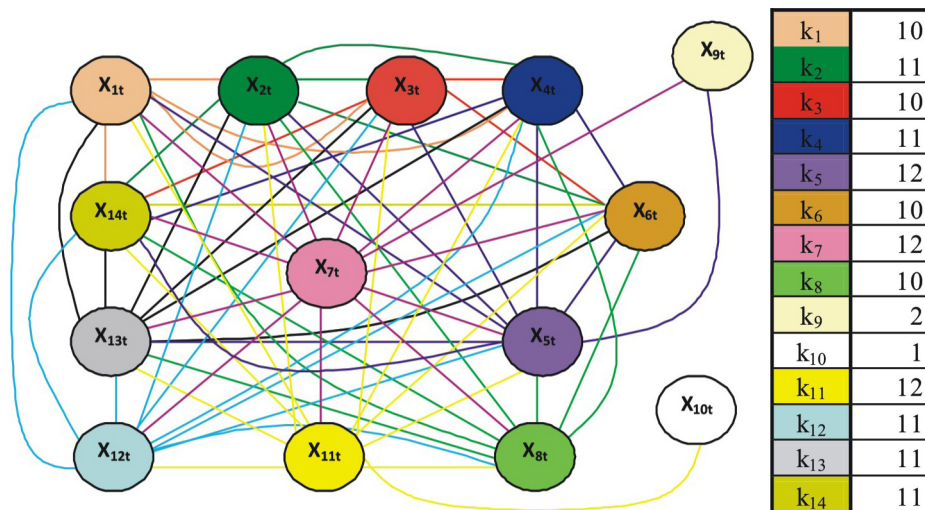 X1t X2t X3t X4t X9t
X14t X6t
X7t
X13t X5t
X10t
X12t X11t X8t
k1 10
k2 11
k3 10
k4 11
k5 12
k6 10
k7 12
k8 10
k9 2
k10 1
k11 12
k12 11
k13 11
k14 11